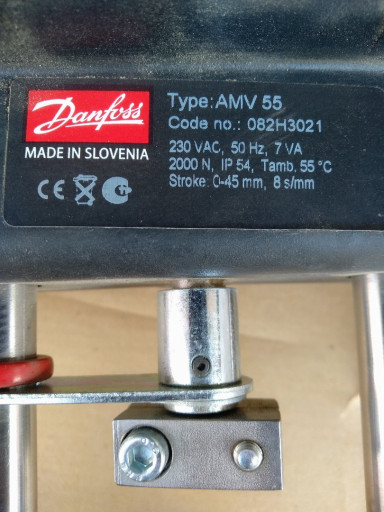 Danfoss
MADE IN SLOVENIA
Type: AMV 55
Code no.: 082H3021
230 VAC, 50 Hz, 7 VA
2000 N, IP 54, Tamb. 55 °C
Stroke: 0-45 mm, 8 s/mm
CE